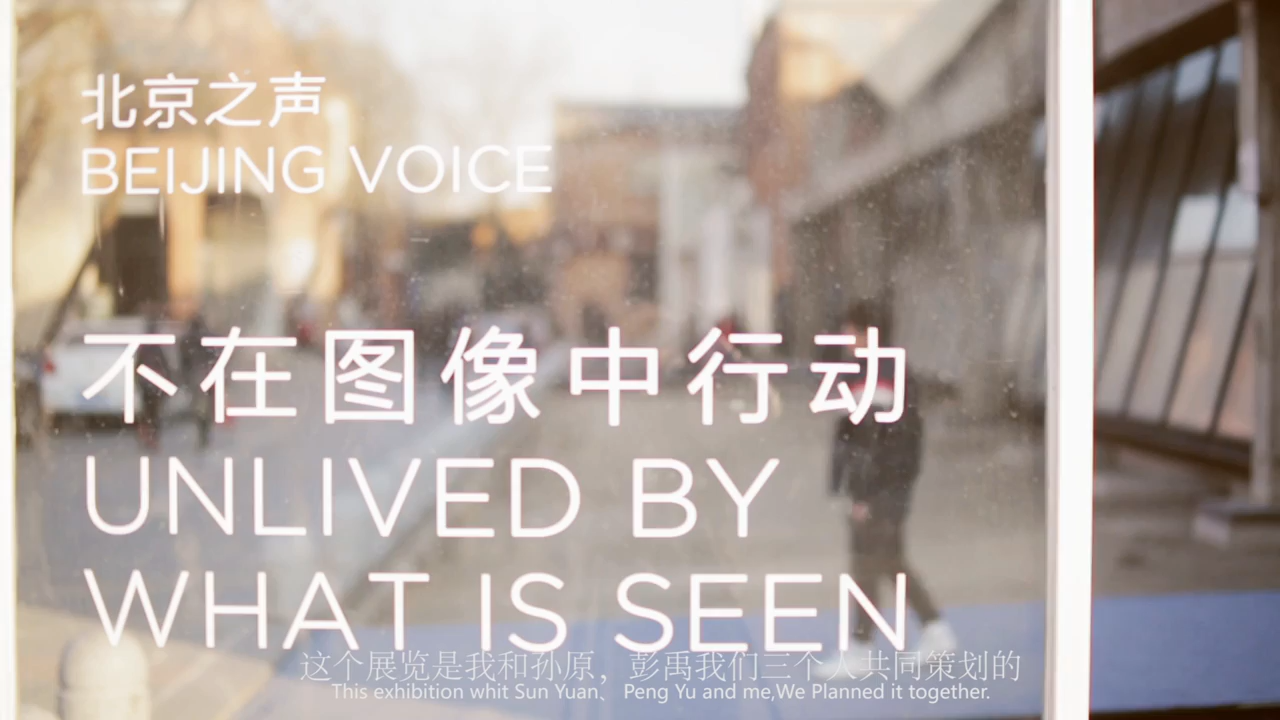 北京之声
BEIJING VOICE
不在图像中行动
UNLIVED BY
WHAT IS SEEN
这个展览是我和孙原，彭禹我们三个人共同策划的
This exhibition whit Sun Yuan、 Peng Yu and me,We Planned it together.